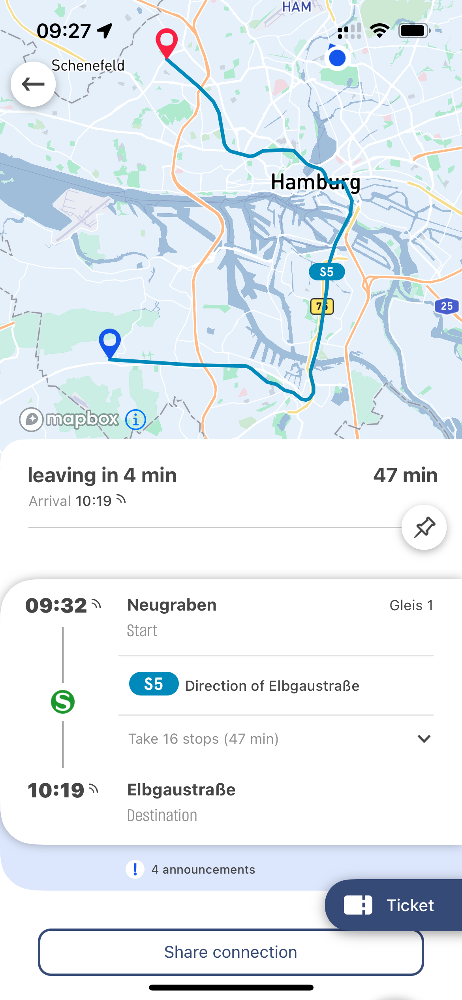 HAM
09:27
Schenefeld
Hamburg
S5
75
25
mapbox
leaving in 4 min
47 min
Arrival 10:19
09:32
Neugraben
Gleis 1
Start
S5
Direction of Elbgaustraße
S
Take 16 stops (47 min)
10:19
Elbgaustraße
Destination
! 4 announcements
Ticket
Share connection